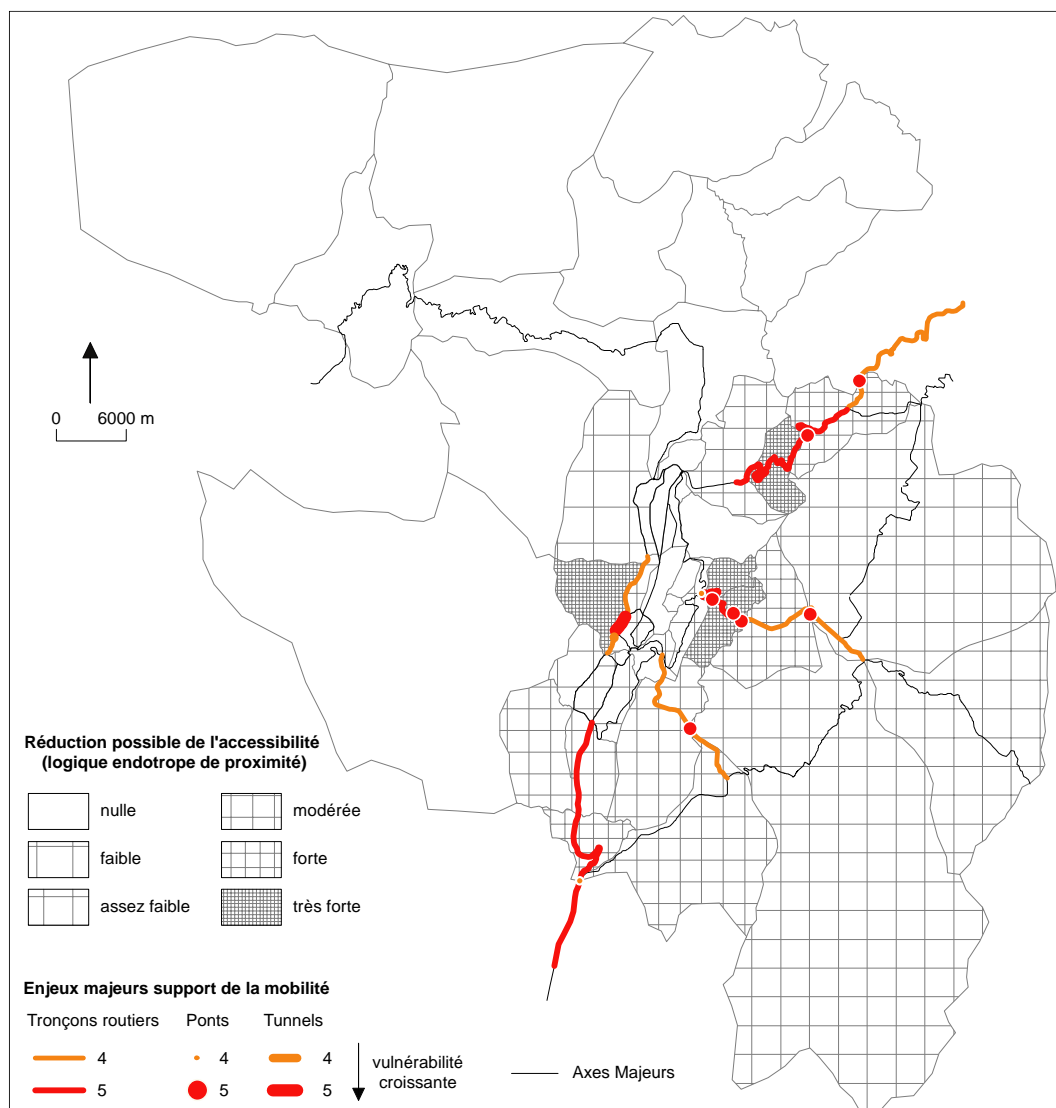 0 6000 m
Réduction possible de l'accessibilité
(logique endotrope de proximité)
nulle modérée
faible forte
assez faible très forte
Enjeux majeurs support de la mobilité
Tronçons routiers Ponts Tunnels
4 4 4
5 5 5
vulnérabilité
croissante
Axes Majeurs